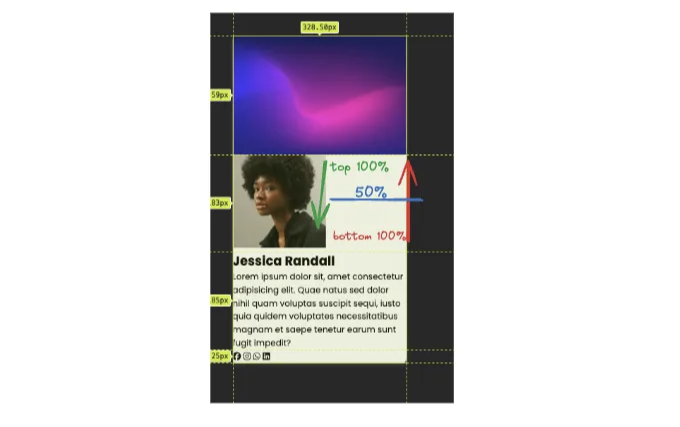 328.50px
59px
top 100%
50%
.83px
bottom 100%
Jessica Randall
Lorem ipsum dolor sit, amet consectetur
adipisicing elit. Quae natus sed dolor
nihil quam voluptas suscipit sequi, iusto
.85px
quia quidem voluptates necessitatibus
magnam et saepe tenetur earum sunt
fugit impedit?
25px